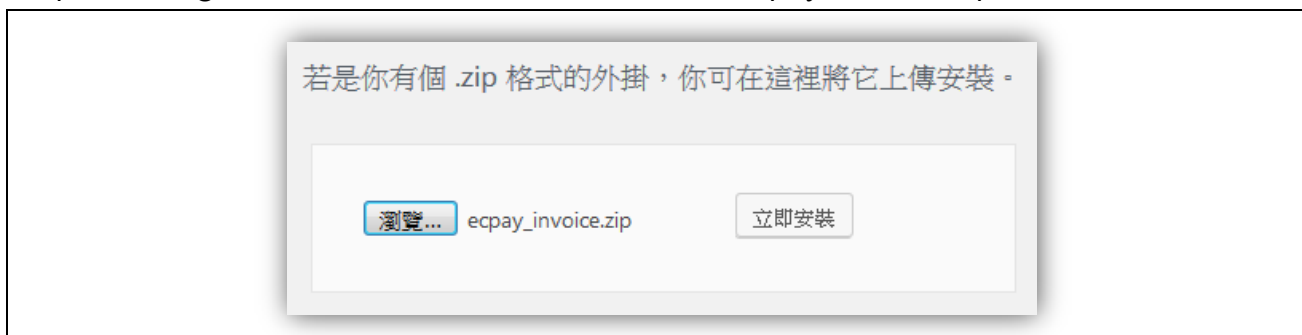 若是你有個 .zip 格式的外掛，你可在這裡將它上傳安裝。
瀏覽... ecpay_invoice.zip 立即安裝